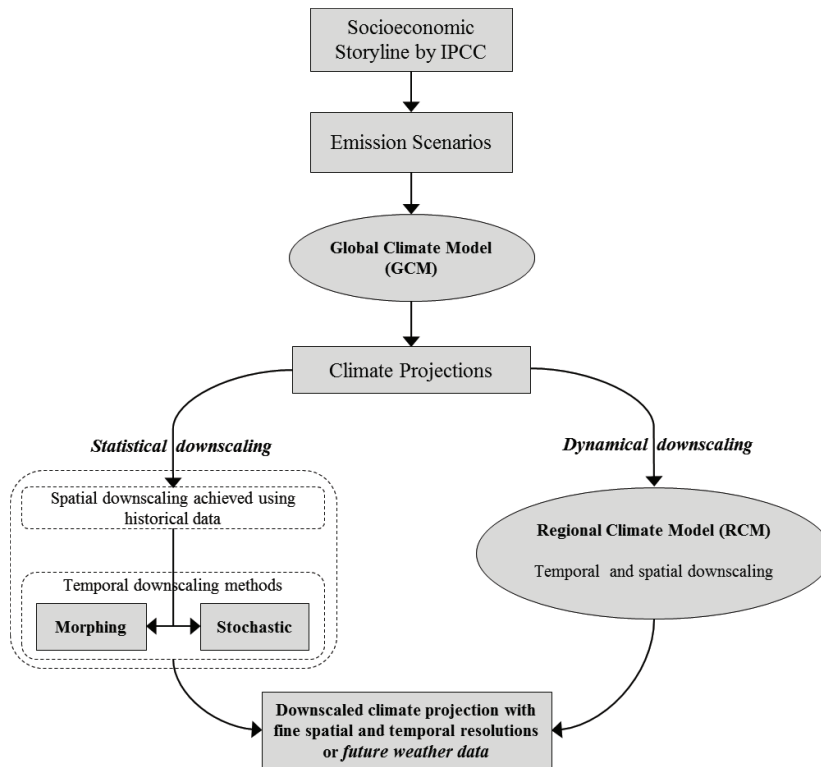 Socioeconomic
Storyline by IPCC
Emission Scenarios
Global Climate Model
(GCM)
Climate Projections
Statistical downscaling
Dynamical downscaling
Spatial downscaling achieved using
historical data
Temporal downscaling methods
Morphing
Stochastic
Regional Climate Model (RCM)
Temporal and spatial downscaling
Downscaled climate projection with
fine spatial and temporal resolutions
or future weather data